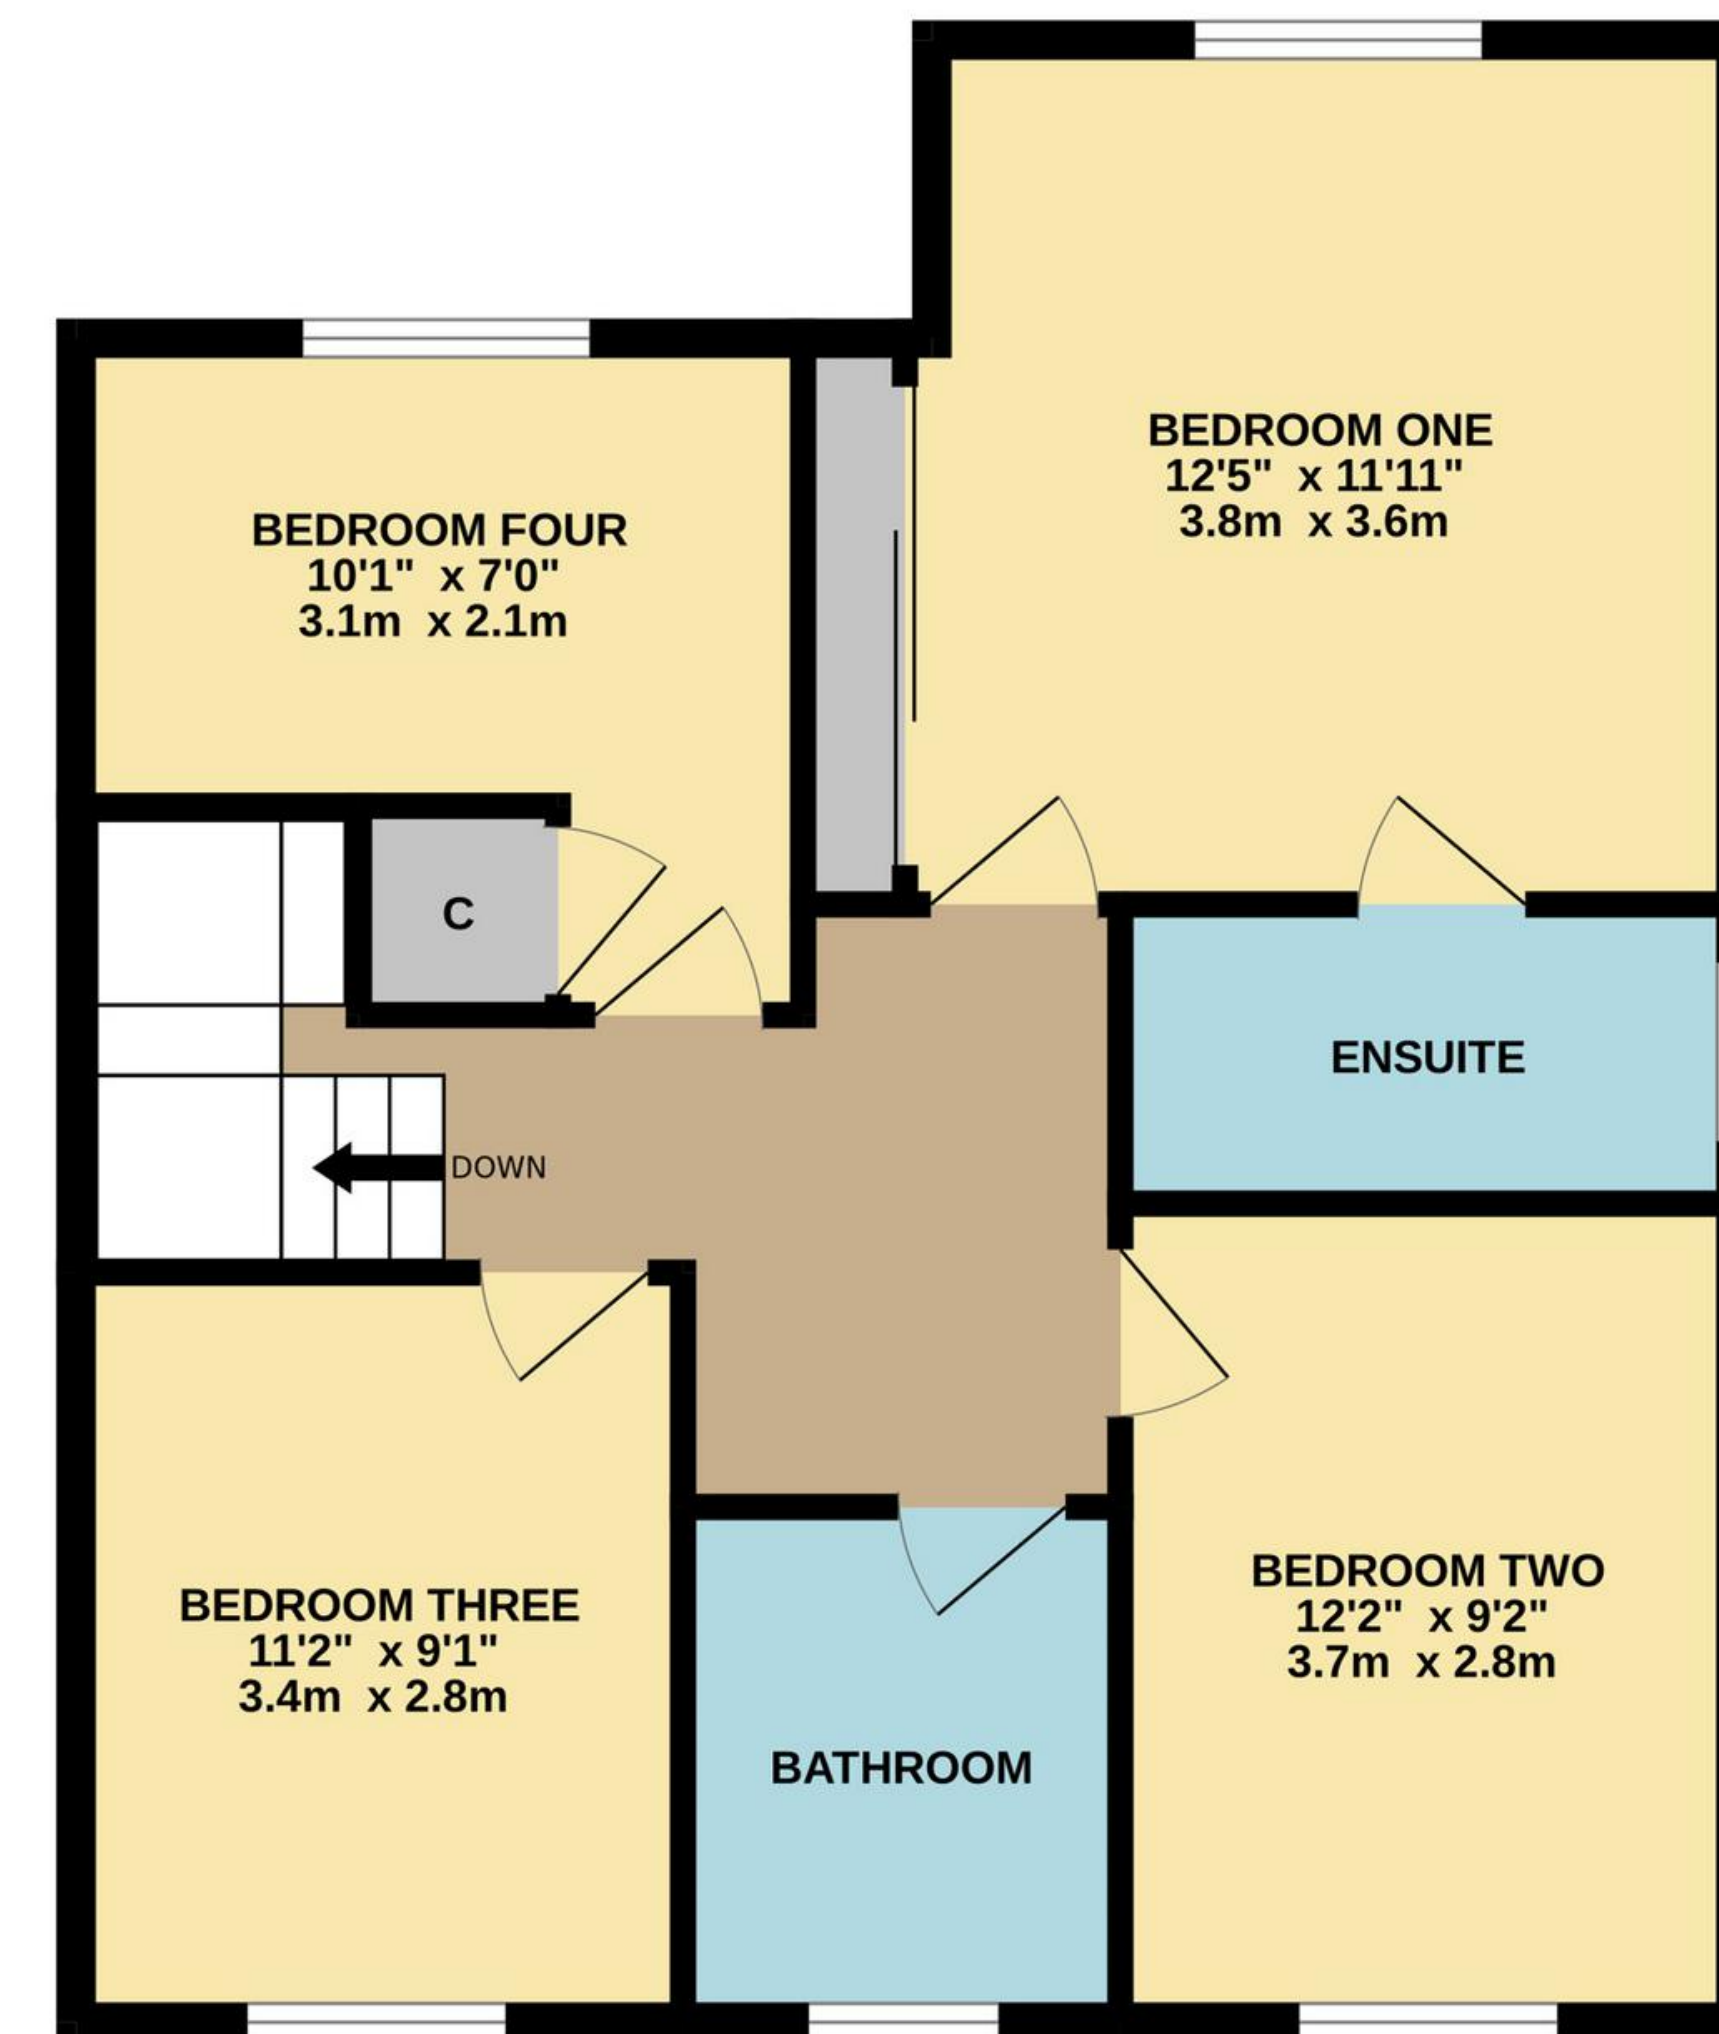 BEDROOM ONE
12'5" x 11'11"
3.8m x 3.6m
BEDROOM FOUR
10'1" x 7'0"
3.1m x 2.1m
C
ENSUITE
DOWN
BEDROOM TWO
12'2" x 9'2"
3.7m x 2.8m
BEDROOM THREE
11'2" x 9'1"
3.4m x 2.8m
BATHROOM